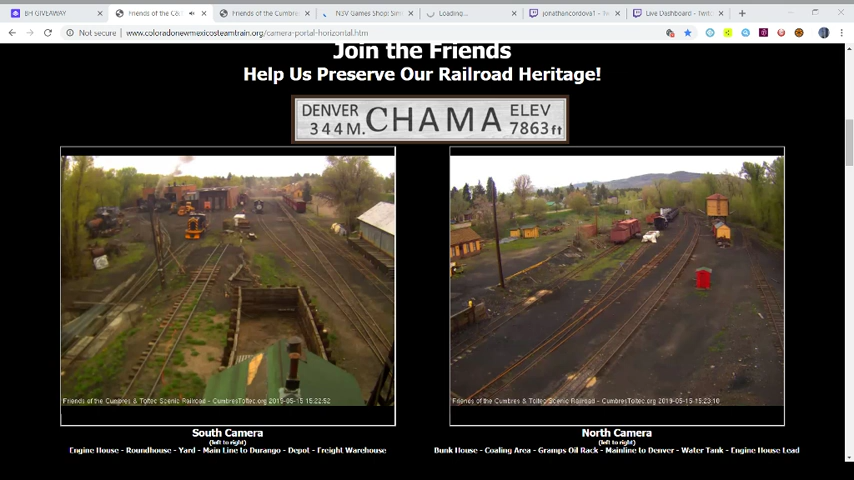 BH GIVEAWAY
Friends of the C&
Friends of the Cumbres
N3V Games Shop: Sim
Loading...
jonathancordova1 - Tw
Live Dashboard - Twitc
Not secure | www.coloradonewmexicosteamtrain.org/camera-portal-horizontal.htm
Join the Friends
Help Us Preserve Our Railroad Heritage!
DENVER 344M. CHAMA ELEV 7863ft
Friends of the Cumbres & Toltec Scenic Railroad - CumbresToltec.org 2019-05-15 15:22:52
Friends of the Cumbres & Toltec Scenic Railroad - CumbresToltec.org 2019-05-15 15:23:10
South Camera
(left to right)
Engine House - Roundhouse - Yard - Main Line to Durango - Depot - Freight Warehouse
North Camera
(left to right)
Bunk House - Coaling Area - Gramps Oil Rack - Mainline to Denver - Water Tank - Engine House Lead